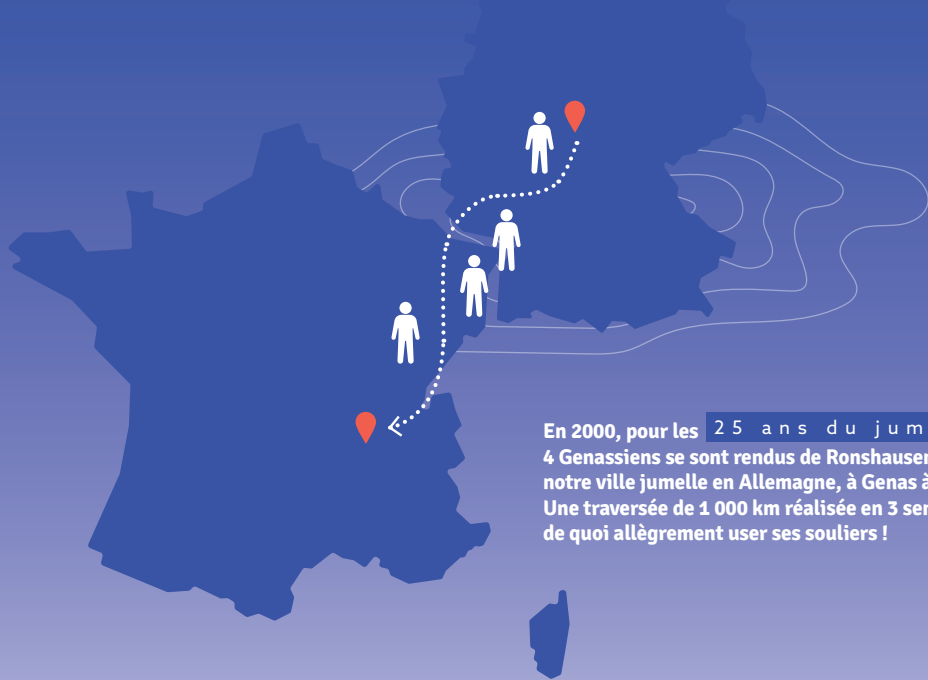 En 2000, pour les 25 ans du jum
4 Genassiens se sont rendus de Ronshausen
notre ville jumelle en Allemagne, à Genas à
Une traversée de 1 000 km réalisée en 3 sem
de quoi allègrement user ses souliers !